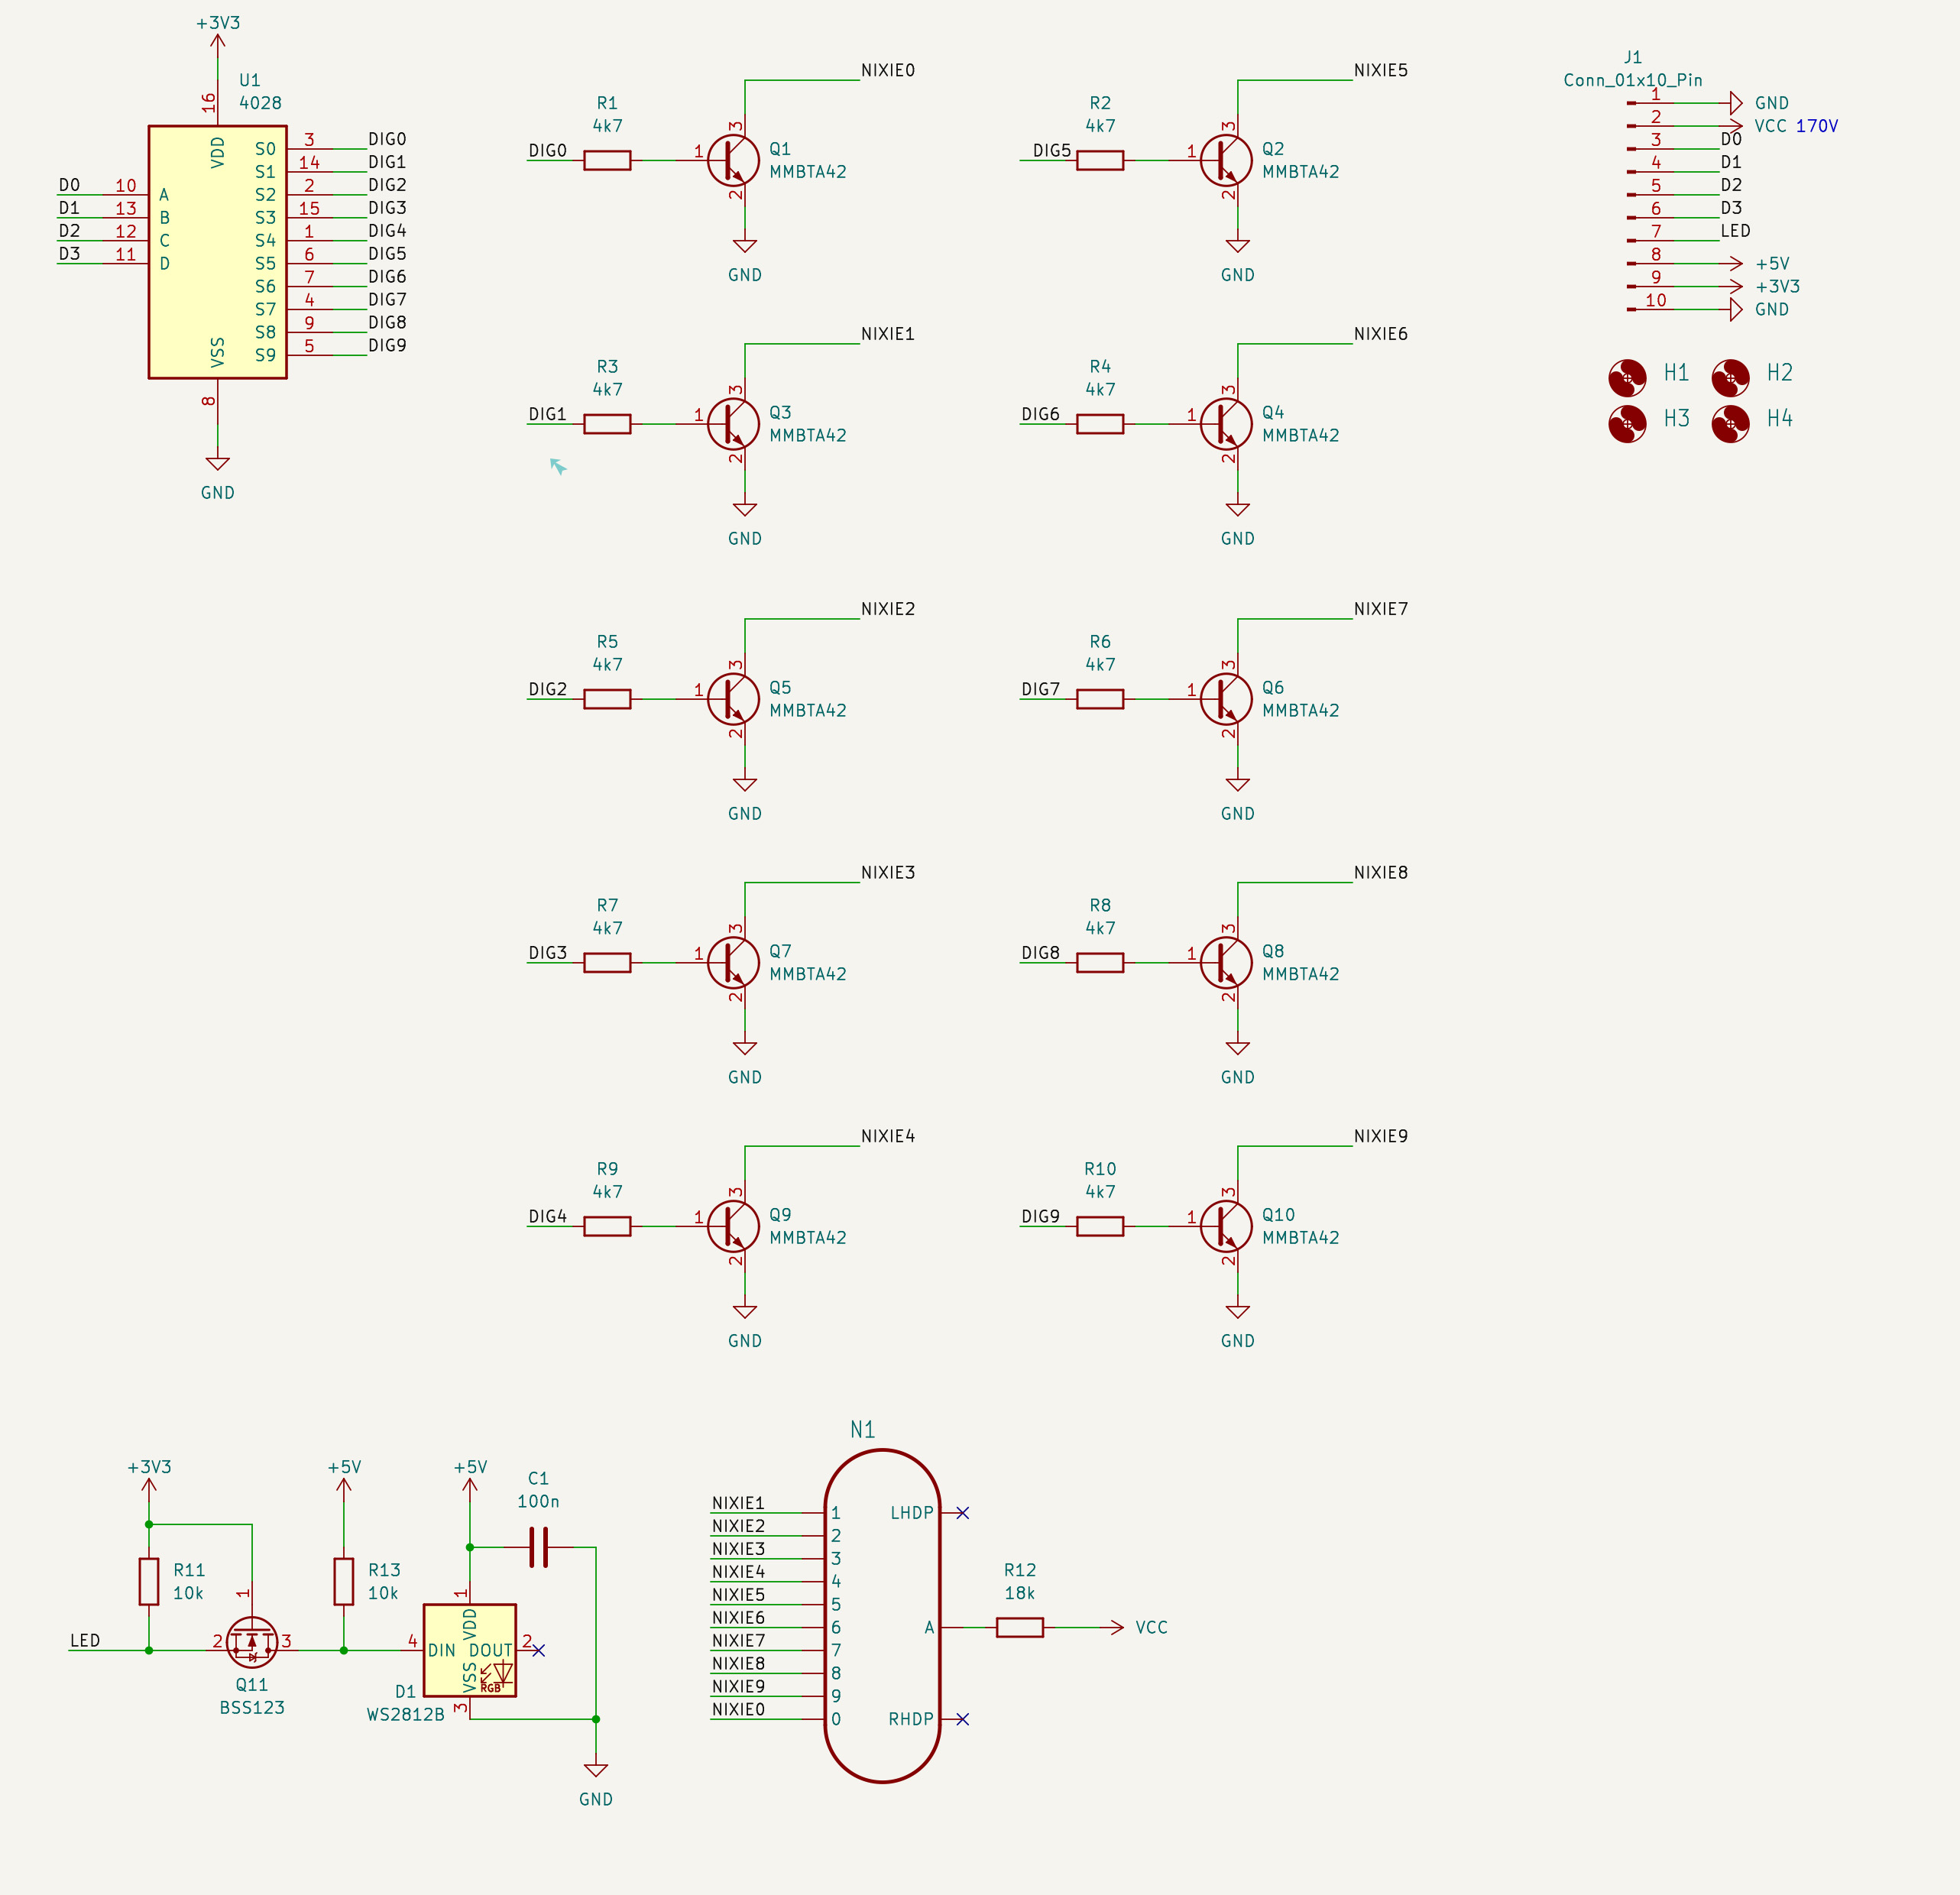 +3V3
U1
4028
16
VDD
S0 3 DIG0
S1 14 DIG1
D0 10 A S2 2 DIG2
D1 13 B S3 15 DIG3
D2 12 C S4 1 DIG4
D3 11 D S5 6 DIG5
S6 7 DIG6
S7 4 DIG7
S8 9 DIG8
S9 5 DIG9
VSS
8
GND
NIXIE0
R1
4k7
DIG0
1
3
2
Q1
MMBTA42
GND
NIXIE5
R2
4k7
DIG5
1
3
2
Q2
MMBTA42
GND
J1
Conn_01x10_Pin
1 GND
2 VCC 170V
3 D0
4 D1
5 D2
6 D3
7 LED
8 +5V
9 +3V3
10 GND
H1 H2
H3 H4
NIXIE1
R3
4k7
DIG1
1
3
2
Q3
MMBTA42
GND
NIXIE6
R4
4k7
DIG6
1
3
2
Q4
MMBTA42
GND
NIXIE2
R5
4k7
DIG2
1
3
2
Q5
MMBTA42
GND
NIXIE7
R6
4k7
DIG7
1
3
2
Q6
MMBTA42
GND
NIXIE3
R7
4k7
DIG3
1
3
2
Q7
MMBTA42
GND
NIXIE8
R8
4k7
DIG8
1
3
2
Q8
MMBTA42
GND
NIXIE4
R9
4k7
DIG4
1
3
2
Q9
MMBTA42
GND
NIXIE9
R10
4k7
DIG9
1
3
2
Q10
MMBTA42
GND
+3V3
R11
10k
LED
1
2
3
Q11
BSS123
+5V
R13
10k
+5V
C1
100n
1
VDD
4 DIN DOUT 2
VSS
RGB
3
D1
WS2812B
GND
N1
NIXIE1 1 LHDP
NIXIE2 2
NIXIE3 3
NIXIE4 4
NIXIE5 5
NIXIE6 6 A
NIXIE7 7
NIXIE8 8
NIXIE9 9
NIXIE0 0 RHDP
R12
18k
VCC